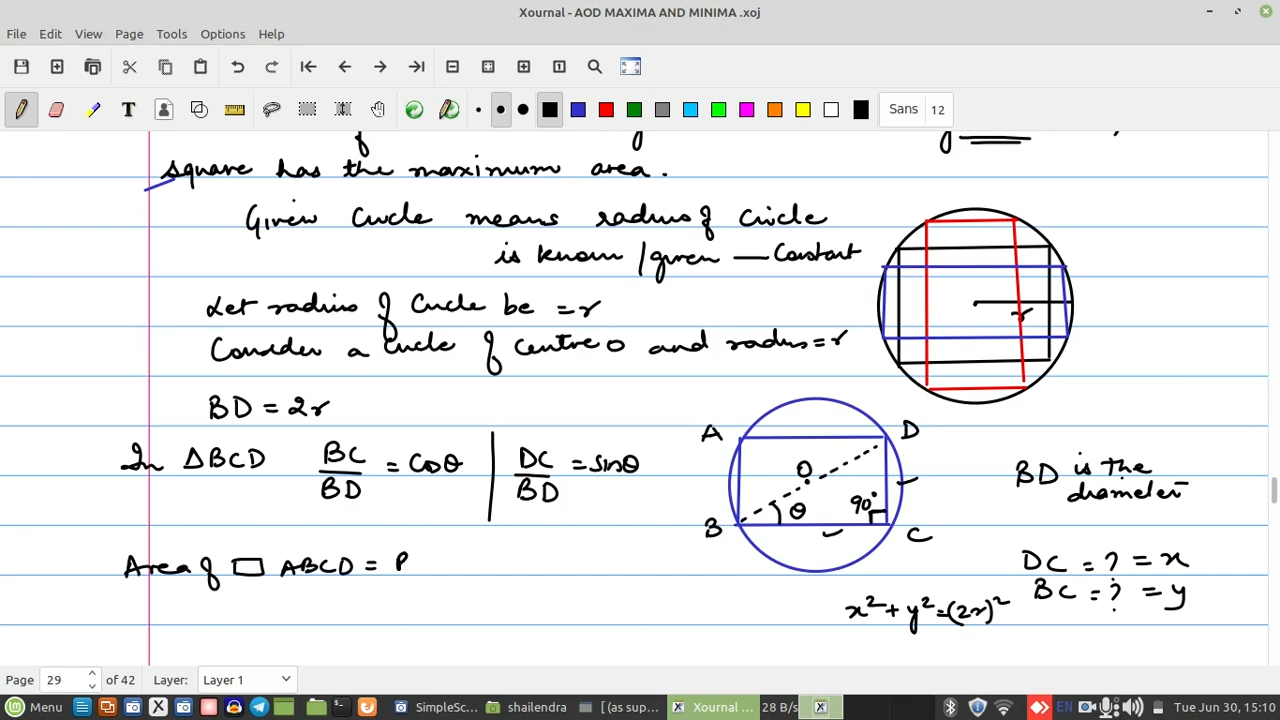 Xournal - AOD MAXIMA AND MINIMA .xoj
File Edit View Page Tools Options Help
Sans 12
square has the maximum area.
Given Circle means radius of circle
is known / given — Constant
Let radius of Circle be = r
Consider a Circle of centre O and radius = r
r
BD = 2r
In ΔBCD BC/BD = Cosθ | DC/BD = sinθ
A D
O
θ 90°
B C
BD is the
diameter
Area of □ ABCD = P
DC = ? = x
BC = ? = y
x² + y² = (2r)²
Page 29 of 42 Layer: Layer 1
Menu SimpleSc... shailendra [ (as sup... Xournal -... 28 B/s EN Tue Jun 30, 15:10